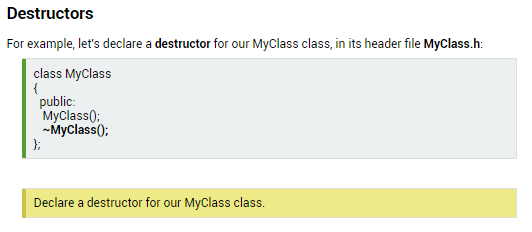 Destructors
For example, let's declare a destructor for our MyClass class, in its header file MyClass.h:
class MyClass
{
  public:
   MyClass();
   ~MyClass();
};
Declare a destructor for our MyClass class.